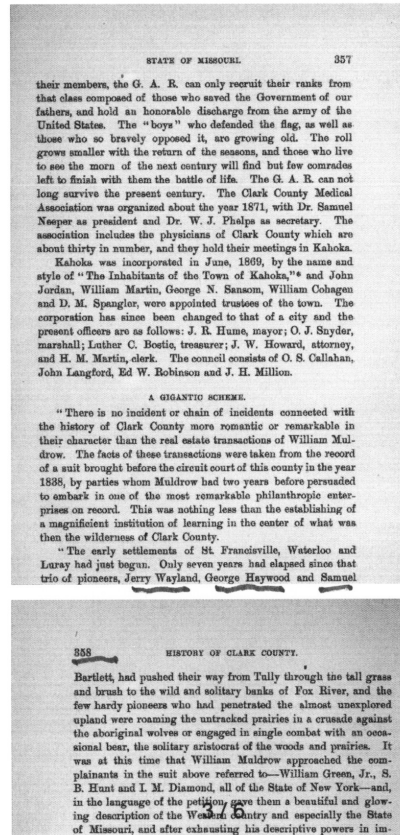 STATE OF MISSOURI. 357
their members, the G. A. R. can only recruit their ranks from
that class composed of those who saved the Government of our
fathers, and hold an honorable discharge from the army of the
United States. The "boys" who defended the flag, as well as
those who so bravely opposed it, are growing old. The roll
grows smaller with the return of the seasons, and those who live
to see the morn of the next century will find but few comrades
left to finish with them the battle of life. The G. A. R. can not
long survive the present century. The Clark County Medical
Association was organized about the year 1871, with Dr. Samuel
Neeper as president and Dr. W. J. Phelps as secretary. The
association includes the physicians of Clark County which are
about thirty in number, and they hold their meetings in Kahoka.
Kahoka was incorporated in June, 1869, by the name and
style of "The Inhabitants of the Town of Kahoka,"* and John
Jordan, William Martin, George N. Sansom, William Cohagen
and D. M. Spangler, were appointed trustees of the town. The
corporation has since been changed to that of a city and the
present officers are as follows: J. R. Hume, mayor; O. J. Snyder,
marshall; Luther C. Bostic, treasurer; J. W. Howard, attorney,
and H. M. Martin, clerk. The council consists of O. S. Callahan,
John Langford, Ed W. Robinson and J. H. Million.
A GIGANTIC SCHEME.
"There is no incident or chain of incidents connected with
the history of Clark County more romantic or remarkable in
their character than the real estate transactions of William Mul-
drow. The facts of these transactions were taken from the record
of a suit brought before the circuit court of this county in the year
1838, by parties whom Muldrow had two years before persuaded
to embark in one of the most remarkable philanthropic enter-
prises on record. This was nothing less than the establishing of
a magnificient institution of learning in the center of what was
then the wilderness of Clark County.
"The early settlements of St. Francisville, Waterloo and
Luray had just begun. Only seven years had elapsed since that
trio of pioneers, Jerry Wayland, George Haywood and Samuel
358 HISTORY OF CLARK COUNTY.
Bartlett, had pushed their way from Tully through the tall grass
and brush to the wild and solitary banks of Fox River, and the
few hardy pioneers who had penetrated the almost unexplored
upland were roaming the untracked prairies in a crusade against
the aboriginal wolves or engaged in single combat with an occa-
sional bear, the solitary aristocrat of the woods and prairies. It
was at this time that William Muldrow approached the com-
plainants in the suit above referred to—William Green, Jr., S.
B. Hunt and I. M. Diamond, all of the State of New York—and,
in the language of the petition, gave them a beautiful and glow-
ing description of the Western country and especially the State
of Missouri, and after exhausting his descriptive powers in im-
3/6